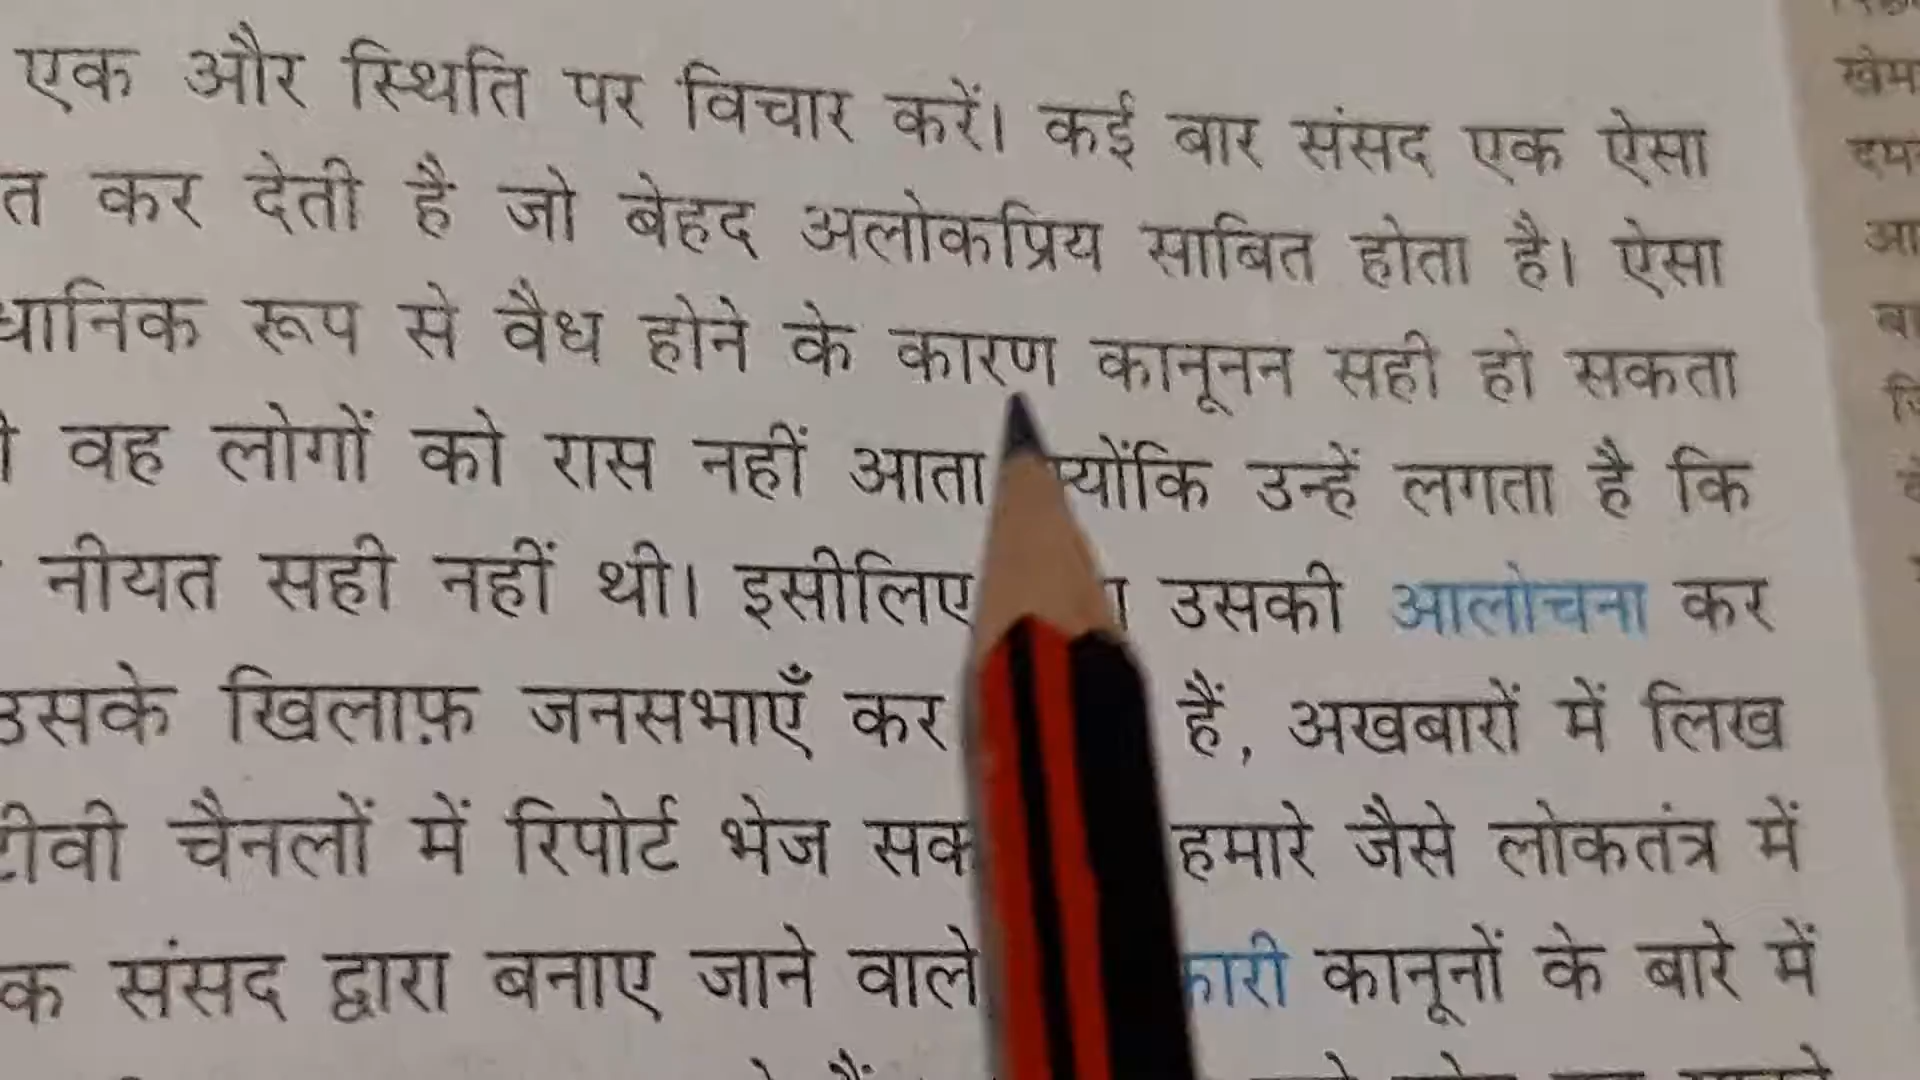 एक और स्थिति पर विचार करें। कई बार संसद एक ऐसा
कर देती है जो बेहद अलोकप्रिय साबित होता है। ऐसा
रूप से वैध होने के कारण कानूनन सही हो सकता
वह लोगों को रास नहीं आता उन्हें लगता है कि
नीयत सही नहीं थी। इसीलिए उसकी आलोचना कर
उसके खिलाफ़ जनसभाएँ कर हैं, अखबारों में लिख
टीवी चैनलों में रिपोर्ट भेज हमारे जैसे लोकतंत्र में
संसद द्वारा बनाए जाने वाले कानूनों के बारे में